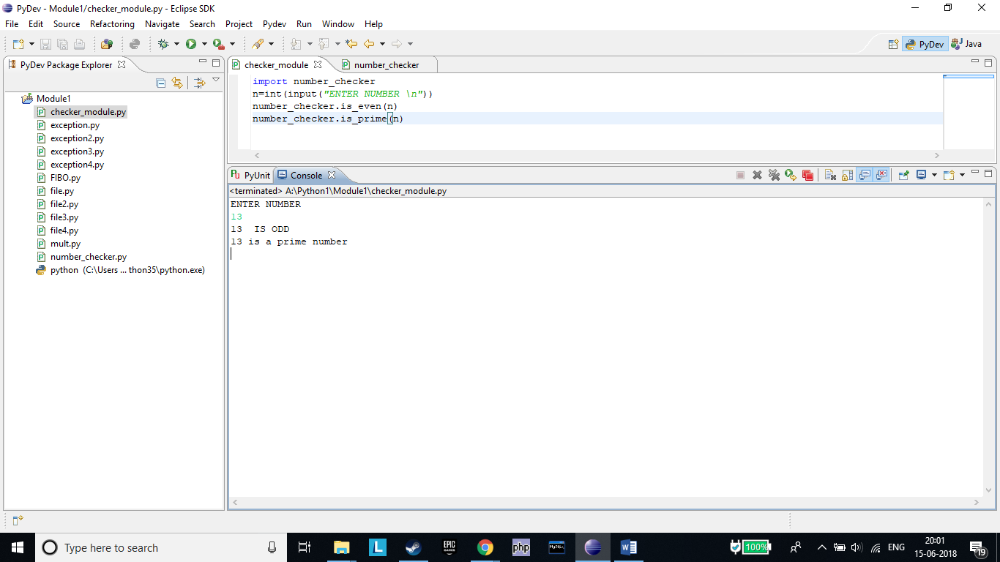 PyDev - Module1/checker_module.py - Eclipse SDK
File Edit Source Refactoring Navigate Search Project Pydev Run Window Help
PyDev Java
PyDev Package Explorer
Module1
checker_module.py
exception.py
exception2.py
exception3.py
exception4.py
FIBO.py
file.py
file2.py
file3.py
file4.py
mult.py
number_checker.py
python (C:\Users ... thon35\python.exe)
checker_module number_checker
import number_checker
n=int(input("ENTER NUMBER \n"))
number_checker.is_even(n)
number_checker.is_prime(n)
PyUnit Console
<terminated> A:\Python1\Module1\checker_module.py
ENTER NUMBER
13
13  IS ODD
13 is a prime number
Type here to search
L
EPIC GAMES
php
MySQL
W
100%
ENG
20:01
15-06-2018
19